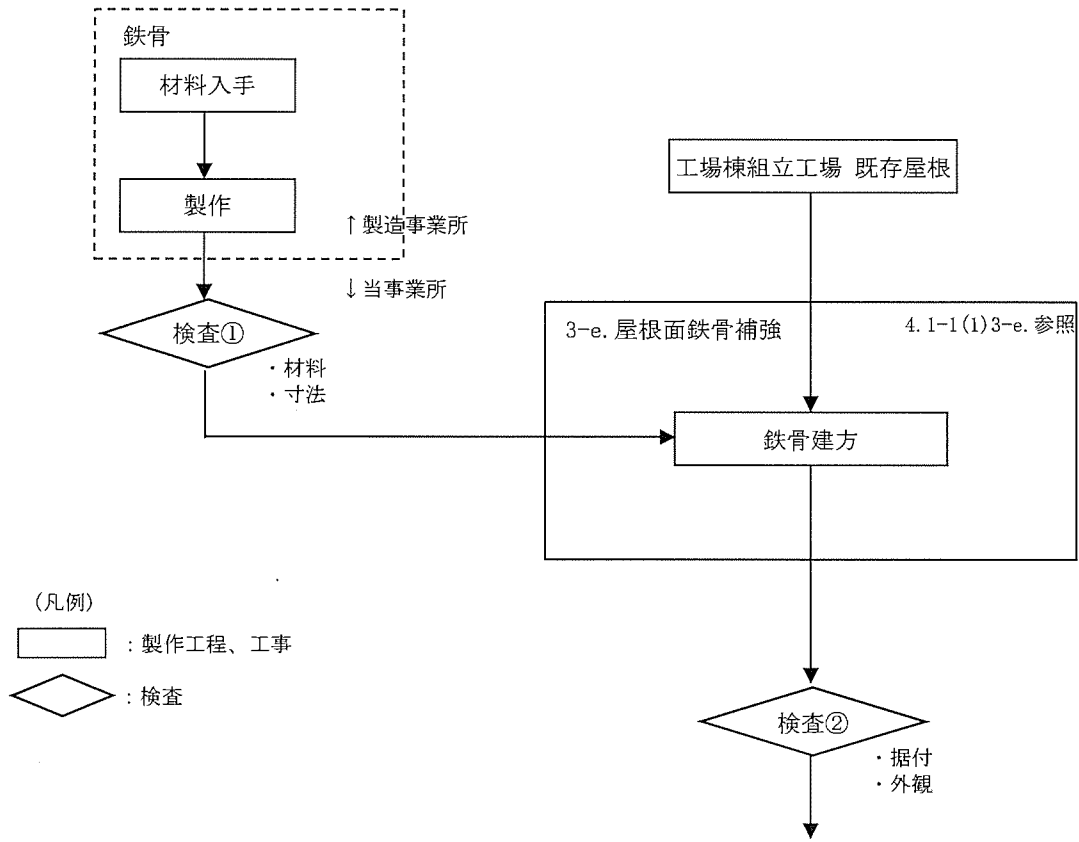 鉄骨
材料入手
製作
↑製造事業所
↓当事業所
検査①
・材料
・寸法
工場棟組立工場 既存屋根
3-e. 屋根面鉄骨補強
4.1-1(1)3-e.参照
鉄骨建方
検査②
・据付
・外観
(凡例)
：製作工程、工事
：検査